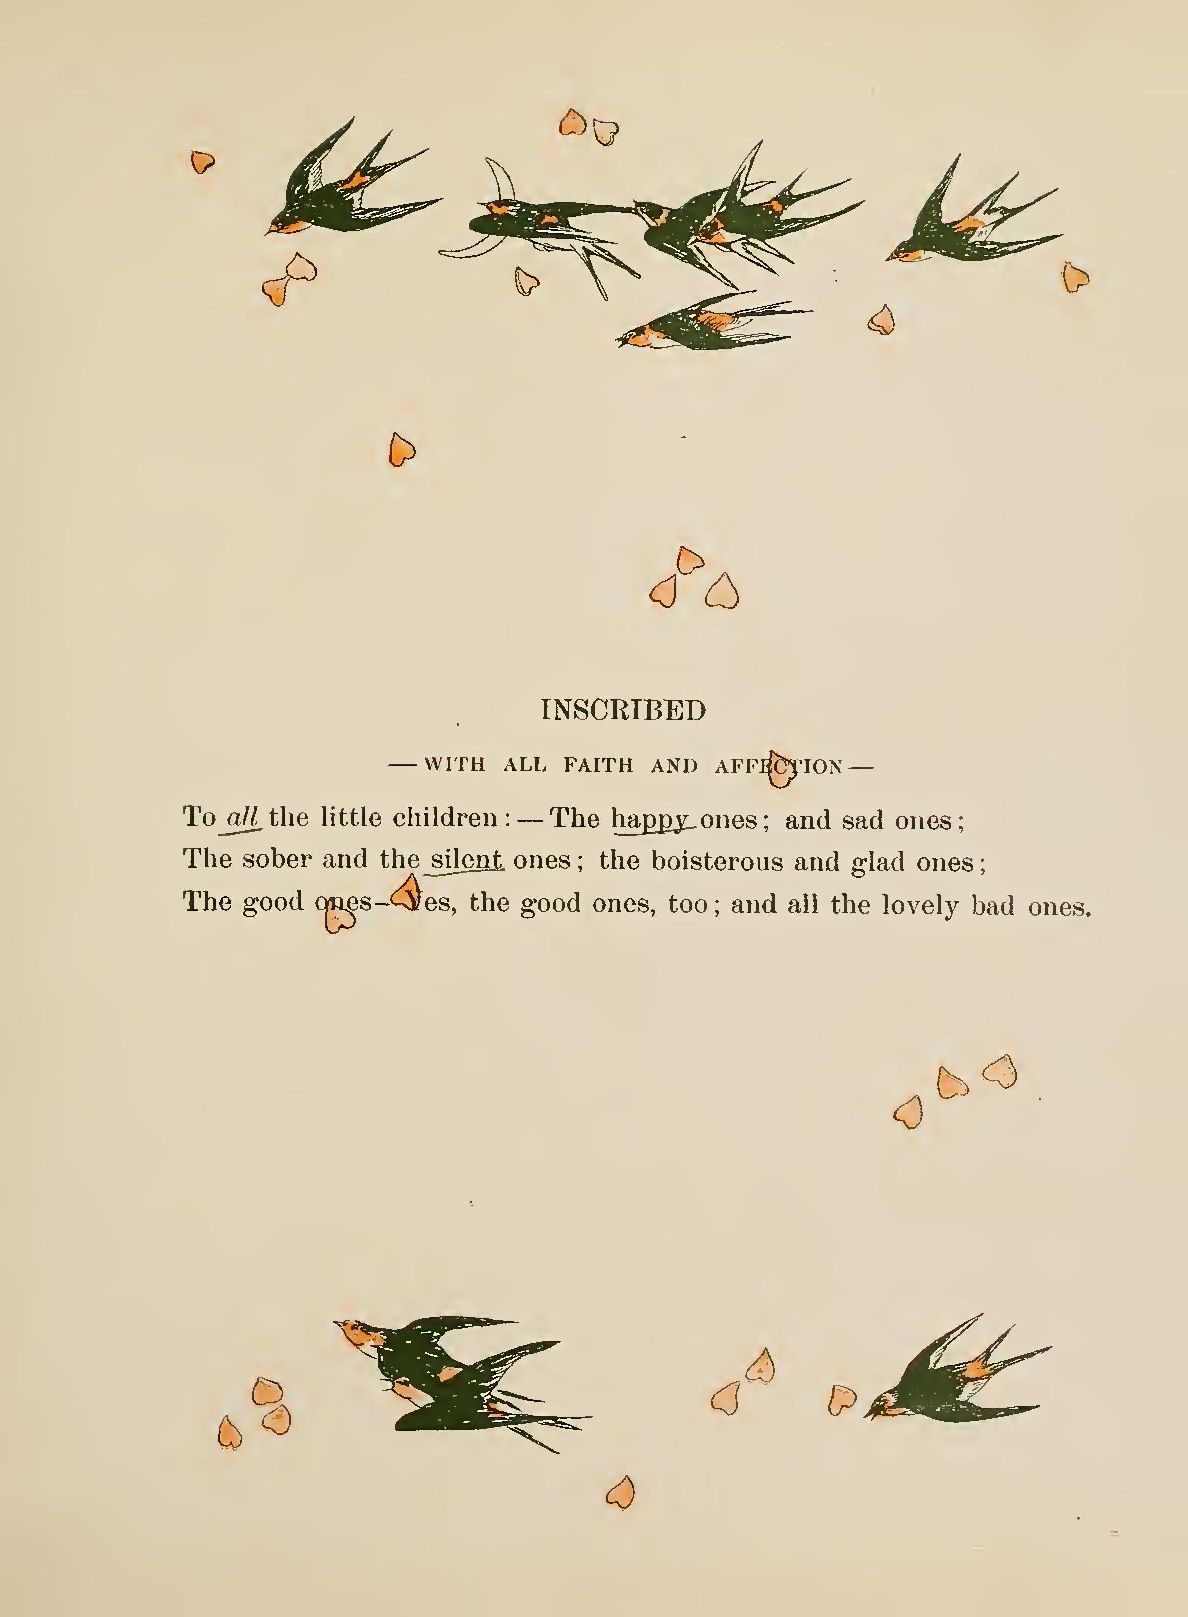 INSCRIBED
— WITH ALL FAITH AND AFFECTION —
To all the little children : — The happy ones ; and sad ones ;
The sober and the silent ones ; the boisterous and glad ones ;
The good ones — Yes, the good ones, too ; and all the lovely bad ones.